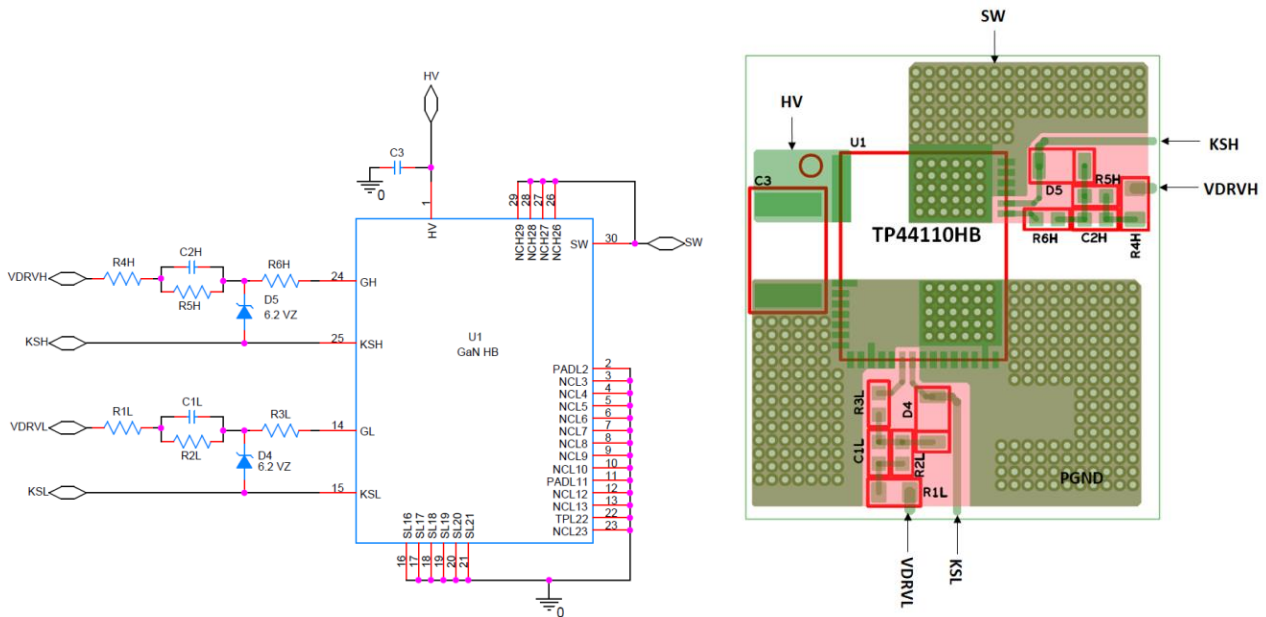 HV
C3
0
1
HV
29
28
27
26
NCH29
NCH28
NCH27
NCH26
SW
30
SW
VDRVH
R4H
C2H
R5H
R6H
24
GH
D5
6.2 VZ
KSH
25
KSH
U1
GaN HB
VDRVL
R1L
C1L
R2L
R3L
14
GL
D4
6.2 VZ
KSL
15
KSL
PADL2
2
NCL3
3
NCL4
4
NCL5
5
NCL6
6
NCL7
7
NCL8
8
NCL9
9
NCL10
10
PADL11
11
NCL12
12
NCL13
13
TPL22
22
NCL23
23
SL16
SL17
SL18
SL19
SL20
SL21
16
17
18
19
20
21
0
SW
HV
U1
KSH
C3
D5
R5H
VDRVH
TP44110HB
R6H
C2H
R4H
R3L
D4
C1L
R2L
R1L
PGND
VDRVL
KSL